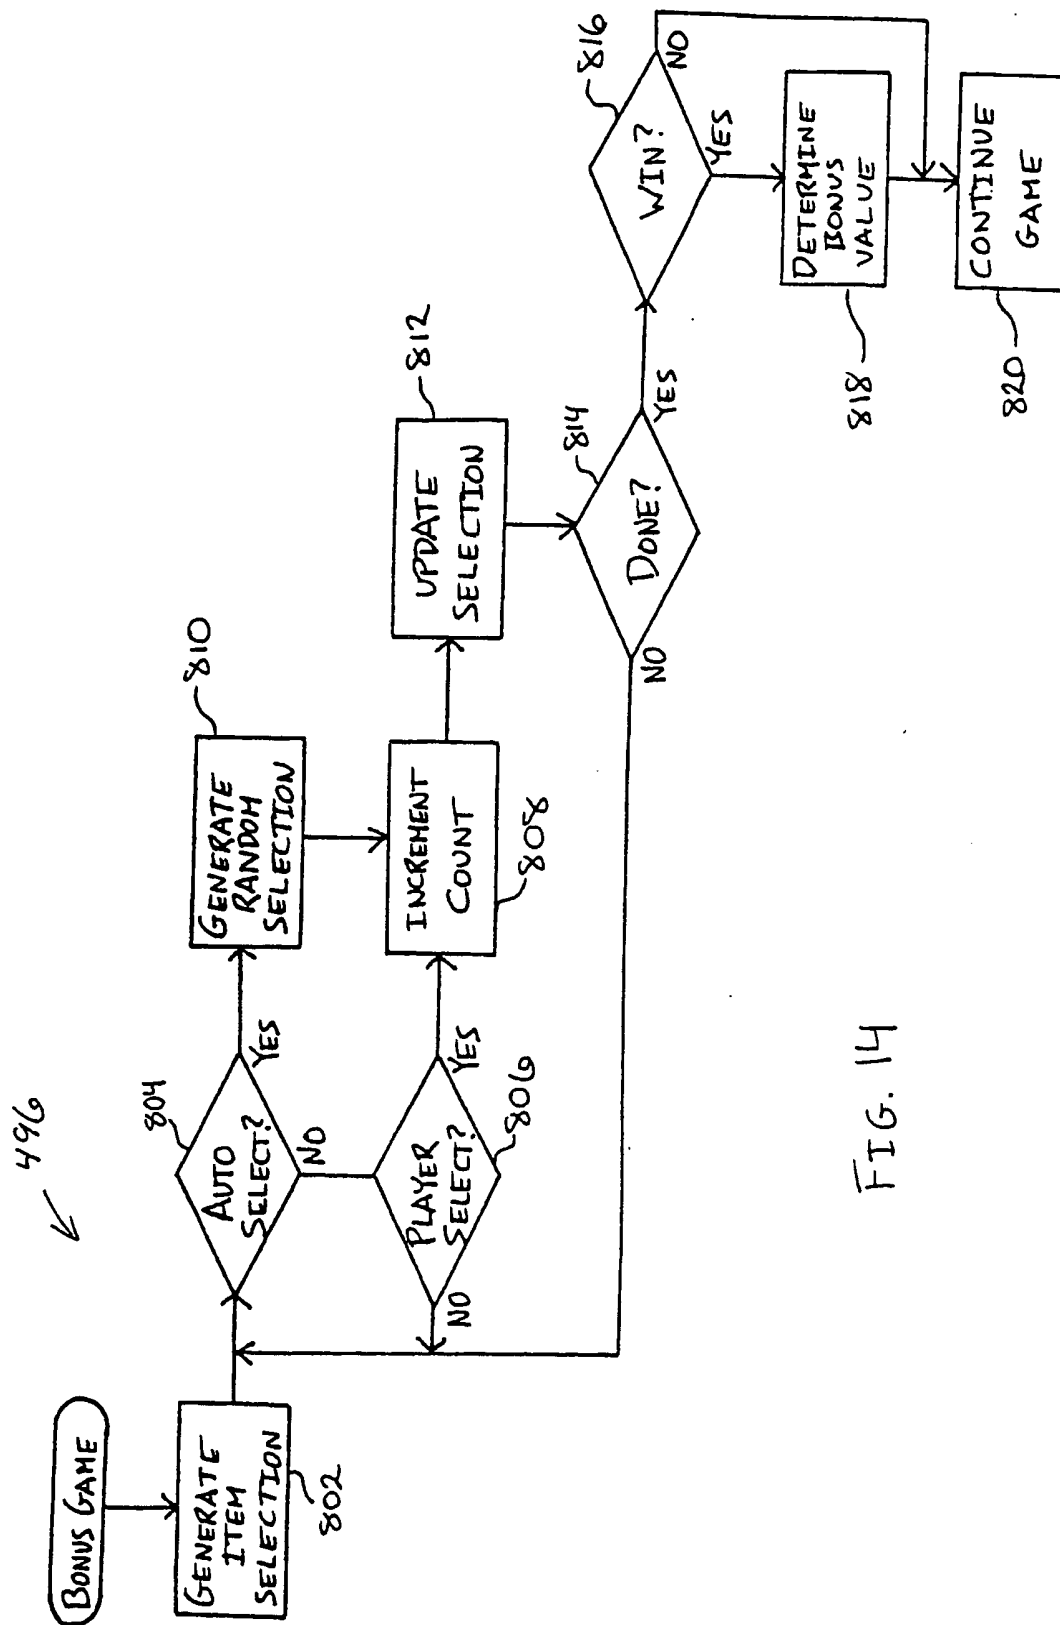 496
BONUS GAME
GENERATE
ITEM
SELECTION
802
AUTO
SELECT?
804
YES
NO
GENERATE
RANDOM
SELECTION
810
PLAYER
SELECT?
806
YES
NO
INCREMENT
COUNT
808
UPDATE
SELECTION
812
DONE?
814
YES
NO
WIN?
816
NO
YES
DETERMINE
BONUS
VALUE
818
CONTINUE
GAME
820
FIG. 14